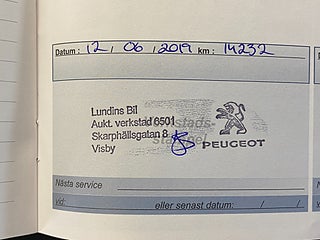 Datum: 12, 06, 2019 km: 14232
Lundins Bil
Aukt. verkstad 6501
Skarphällsgatan 8
Visby
PEUGEOT
Nästa service
vid: eller senast datum: / /